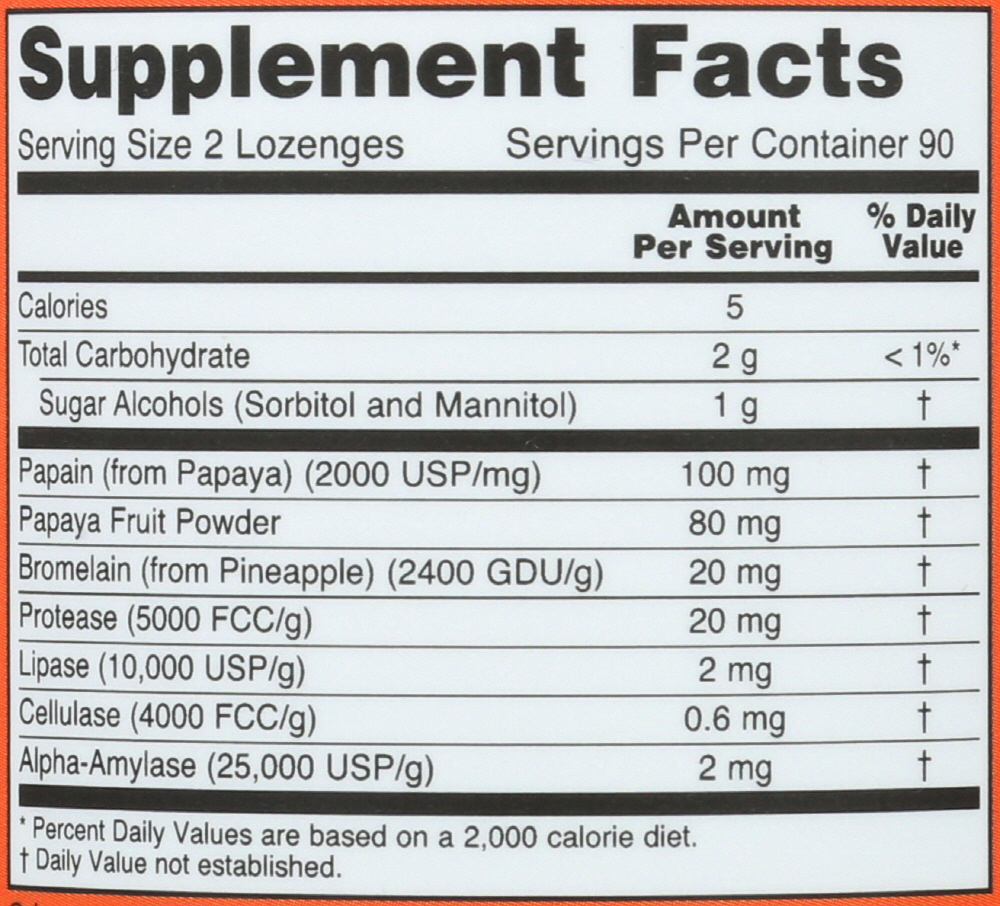 Supplement Facts
Serving Size 2 Lozenges Servings Per Container 90
Amount Per Serving % Daily Value
Calories 5
Total Carbohydrate 2 g < 1%*
Sugar Alcohols (Sorbitol and Mannitol) 1 g †
Papain (from Papaya) (2000 USP/mg) 100 mg †
Papaya Fruit Powder 80 mg †
Bromelain (from Pineapple) (2400 GDU/g) 20 mg †
Protease (5000 FCC/g) 20 mg †
Lipase (10,000 USP/g) 2 mg †
Cellulase (4000 FCC/g) 0.6 mg †
Alpha-Amylase (25,000 USP/g) 2 mg †
* Percent Daily Values are based on a 2,000 calorie diet.
† Daily Value not established.